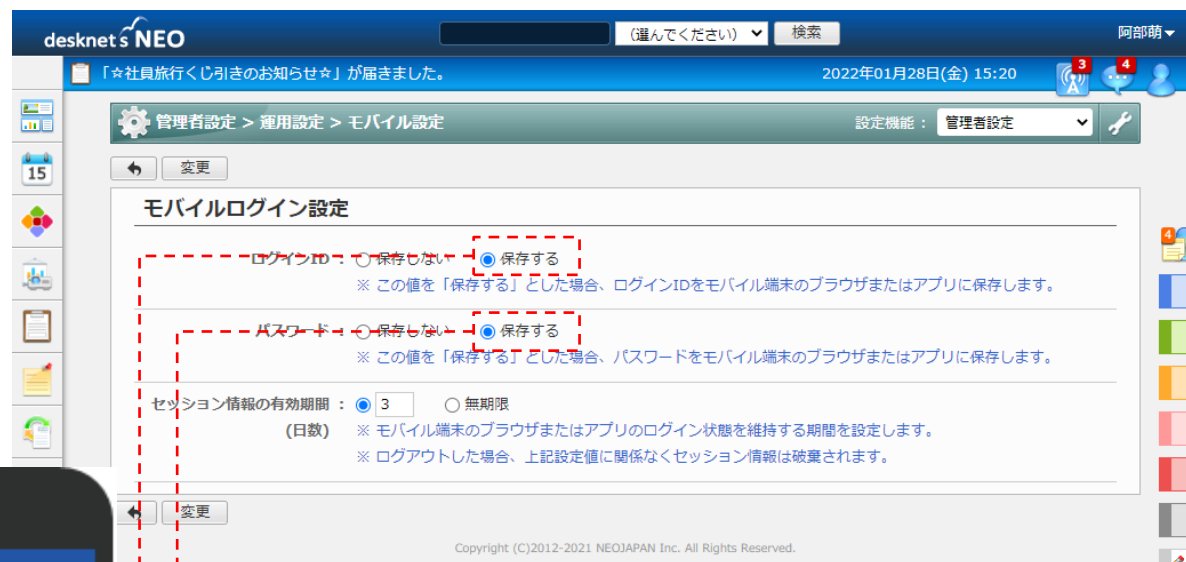 desknet's NEO
(選んでください) 検索 阿部萌
「☆社員旅行くじ引きのお知らせ☆」が届きました。 2022年01月28日(金) 15:20 3 4
管理者設定 > 運用設定 > モバイル設定 設定機能： 管理者設定
変更
15
モバイルログイン設定
ログインID : 保存しない 保存する
※ この値を「保存する」とした場合、ログインIDをモバイル端末のブラウザまたはアプリに保存します。
4
パスワード : 保存しない 保存する
※ この値を「保存する」とした場合、パスワードをモバイル端末のブラウザまたはアプリに保存します。
セッション情報の有効期間 : 3 無期限
(日数) ※ モバイル端末のブラウザまたはアプリのログイン状態を維持する期間を設定します。
※ ログアウトした場合、上記設定値に関係なくセッション情報は破棄されます。
変更
Copyright (C)2012-2021 NEOJAPAN Inc. All Rights Reserved.